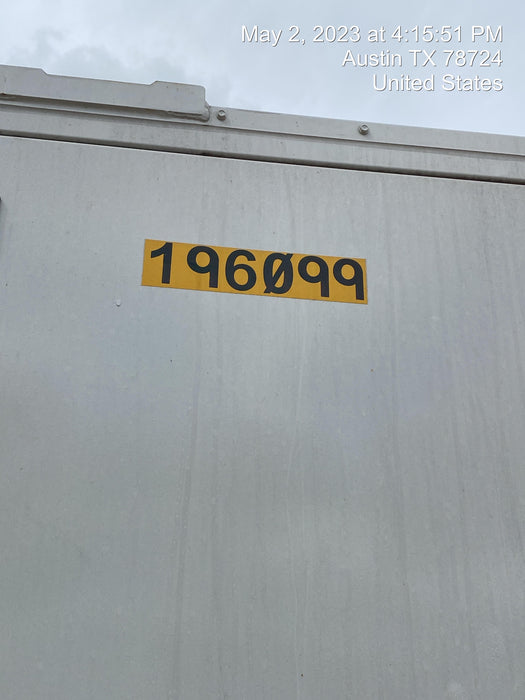 May 2, 2023 at 4:15:51 PM
Austin TX 78724
United States
196Ø99